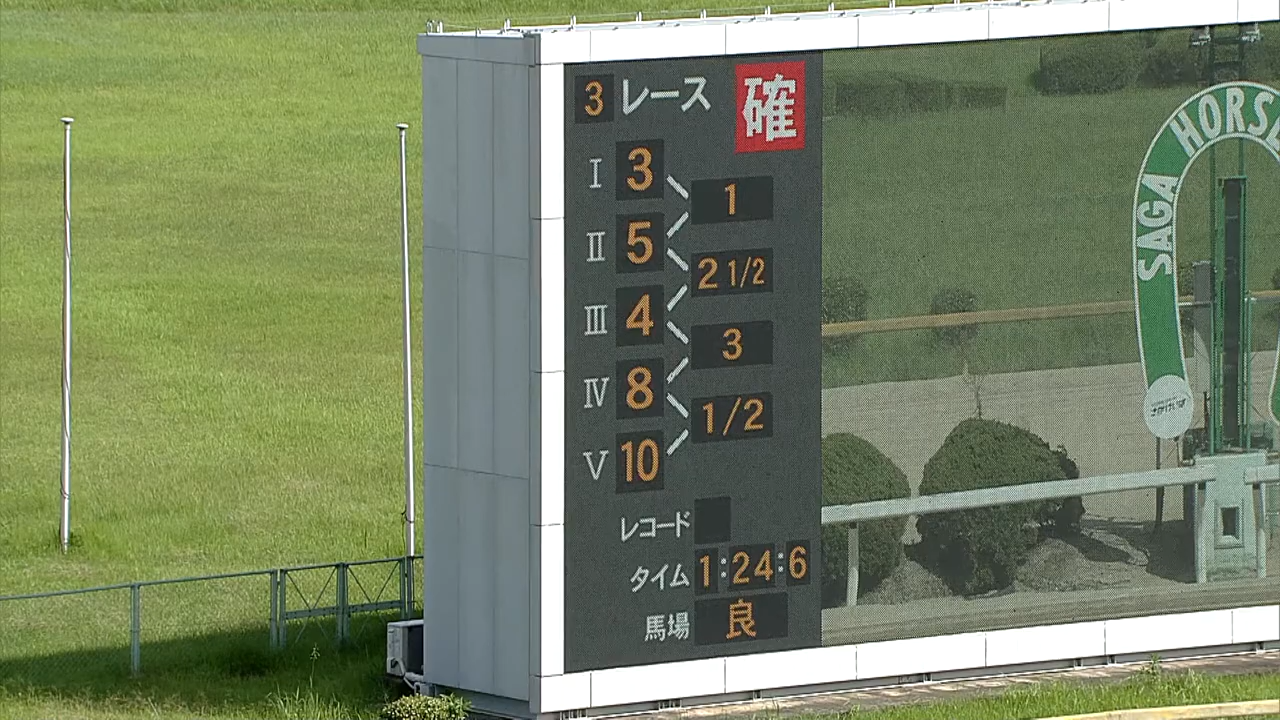 3 レース 確
I 3
1
II 5
2 1/2
III 4
3
IV 8
1/2
V 10
レコード
タイム 1:24:6
馬場 良
SAGA HORSE